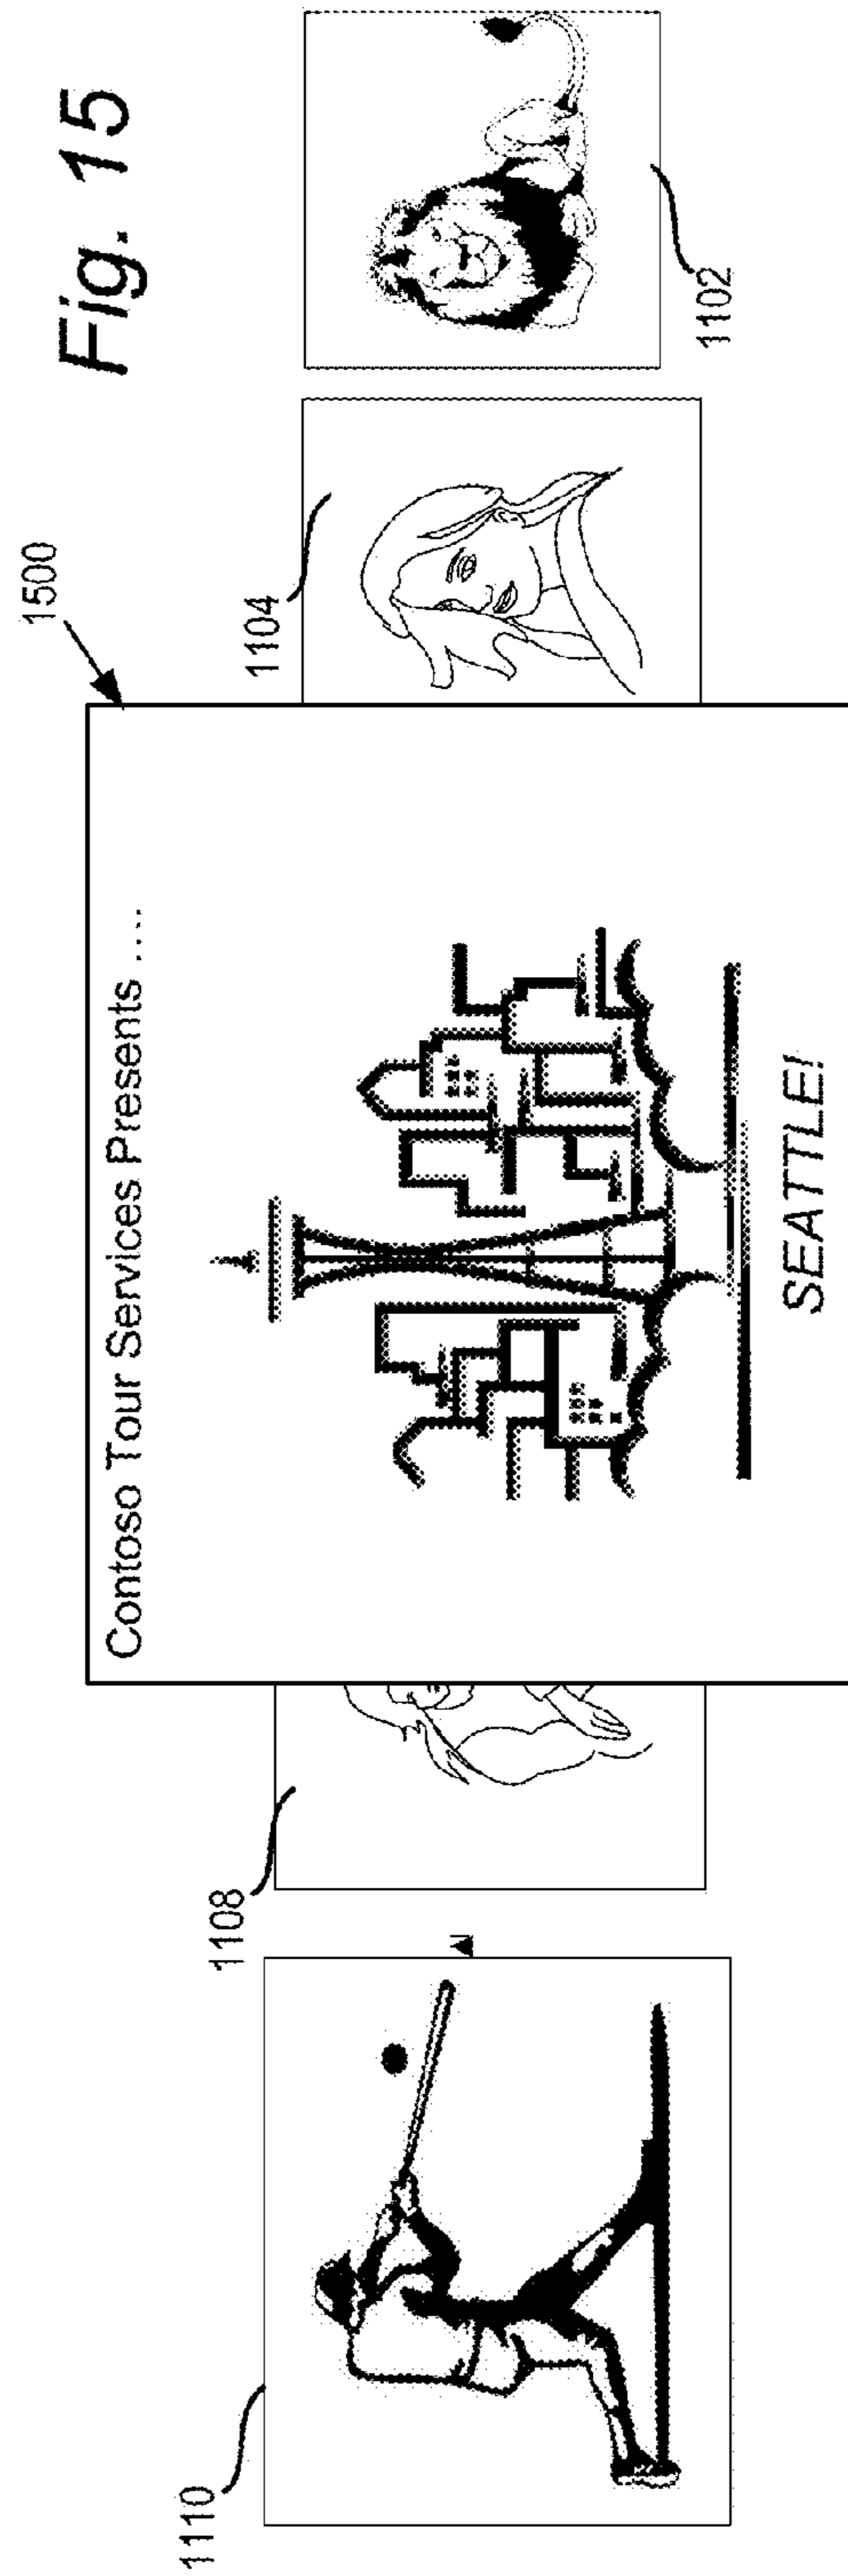 Fig. 15
1500
Contoso Tour Services Presents ....
1110
1108
1104
1102
SEATTLE!